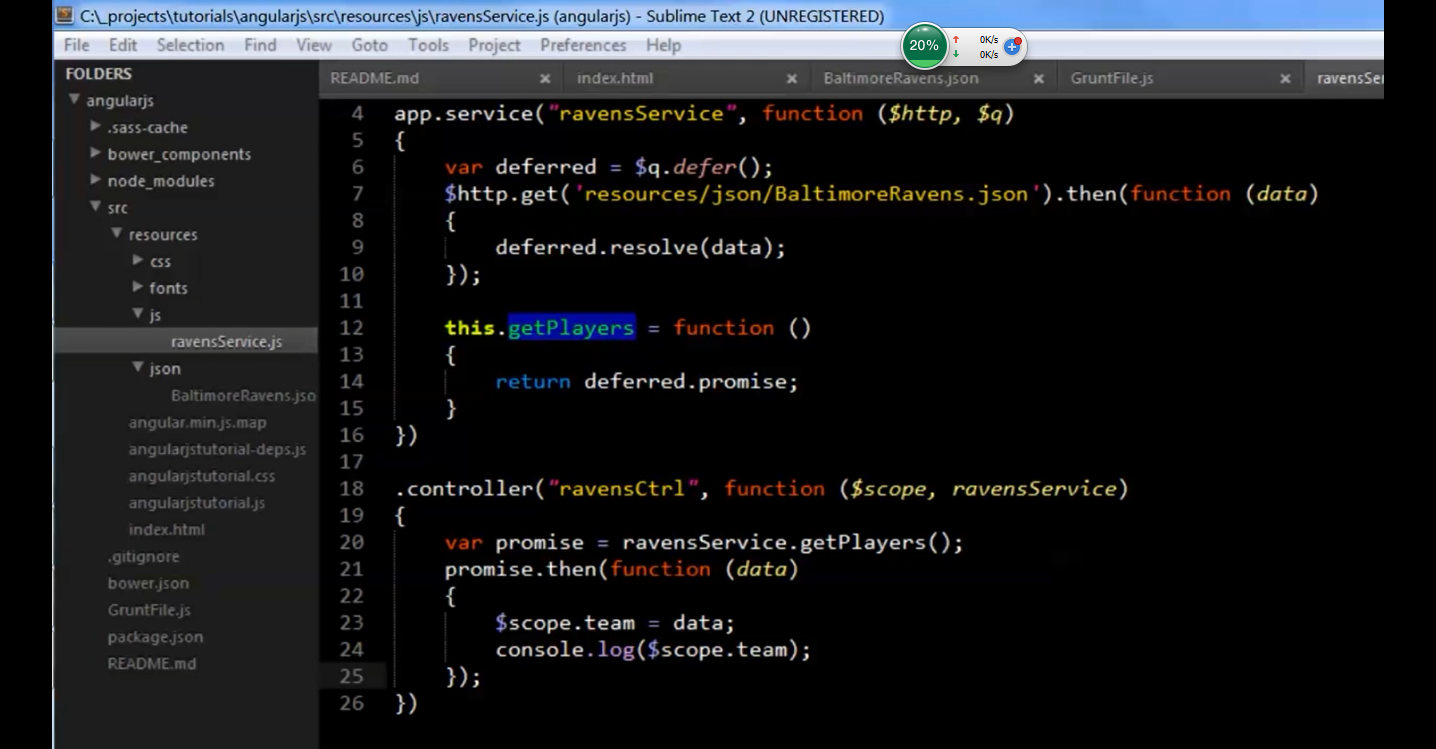 C:\_projects\tutorials\angularjs\src\resources\js\ravensService.js (angularjs) - Sublime Text 2 (UNREGISTERED)
File Edit Selection Find View Goto Tools Project Preferences Help
20% 0K/s
0K/s
FOLDERS
angularjs
.sass-cache
bower_components
node_modules
src
resources
css
fonts
js
ravensService.js
json
BaltimoreRavens.jso
angular.min.js.map
angularjstutorial-deps.js
angularjstutorial.css
angularjstutorial.js
index.html
.gitignore
bower.json
GruntFile.js
package.json
README.md
README.md × index.html × BaltimoreRavens.json × GruntFile.js × ravensSer
4 app.service("ravensService", function ($http, $q)
5 {
6 var deferred = $q.defer();
7 $http.get('resources/json/BaltimoreRavens.json').then(function (data)
8 {
9 deferred.resolve(data);
10 });
11
12 this.getPlayers = function ()
13 {
14 return deferred.promise;
15 }
16 })
17
18 .controller("ravensCtrl", function ($scope, ravensService)
19 {
20 var promise = ravensService.getPlayers();
21 promise.then(function (data)
22 {
23 $scope.team = data;
24 console.log($scope.team);
25 });
26 })